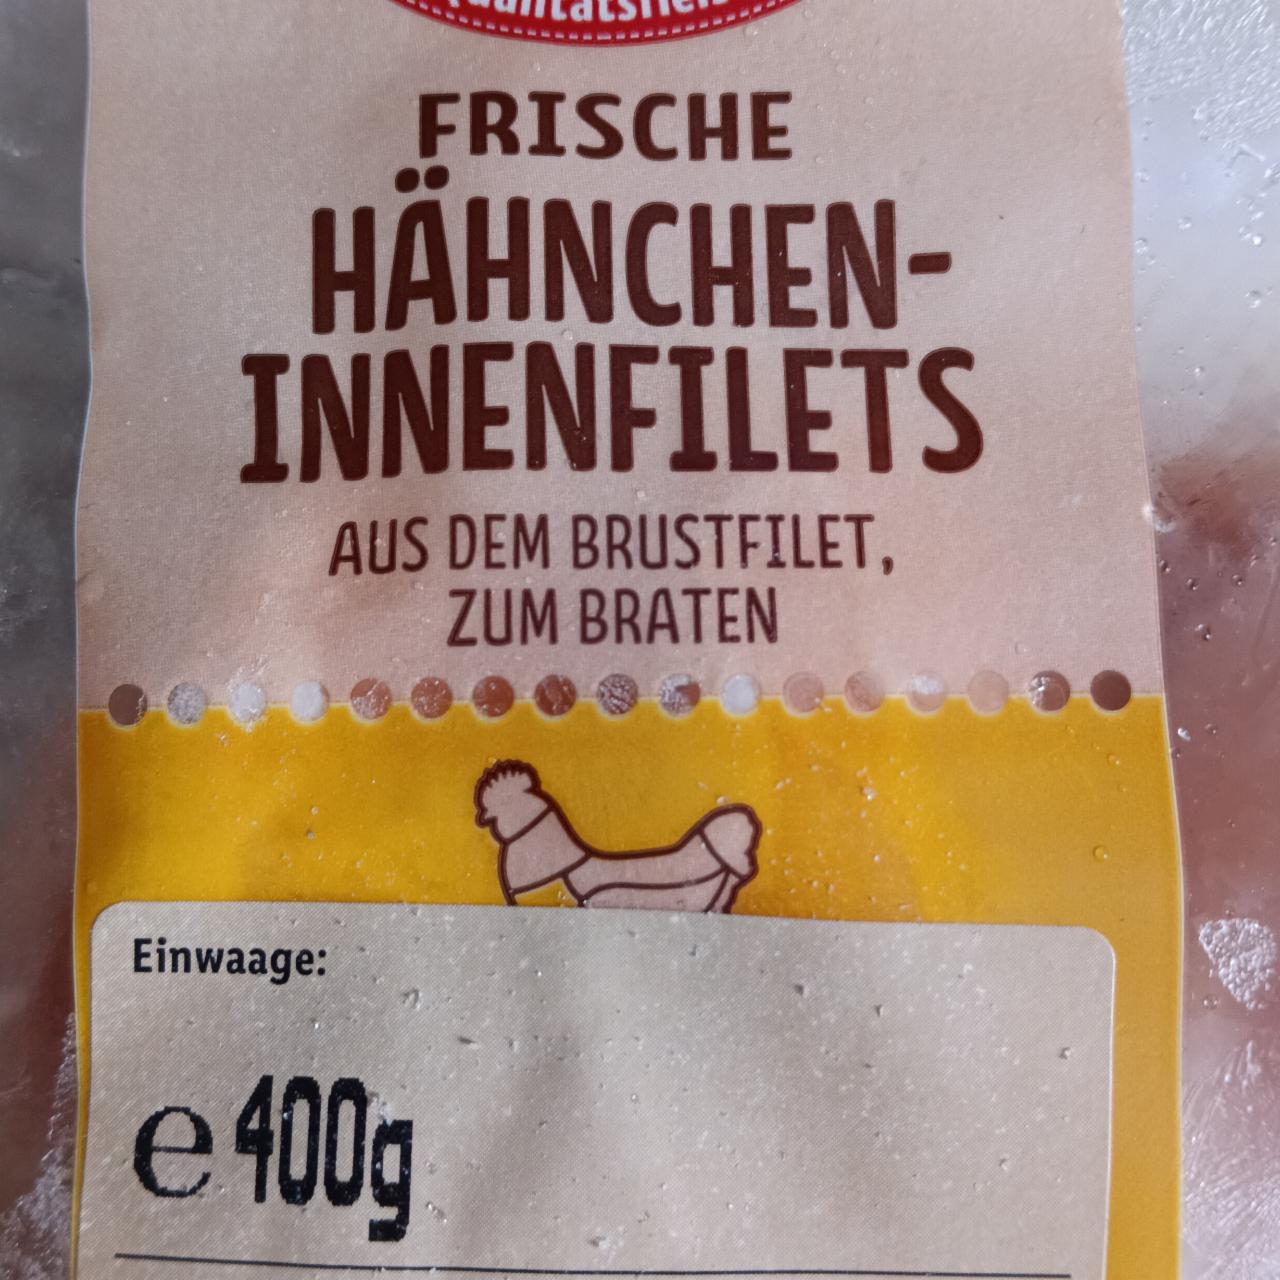 FRISCHE
HÄHNCHEN-
INNENFILETS
AUS DEM BRUSTFILET,
ZUM BRATEN
Einwaage:
e 400g